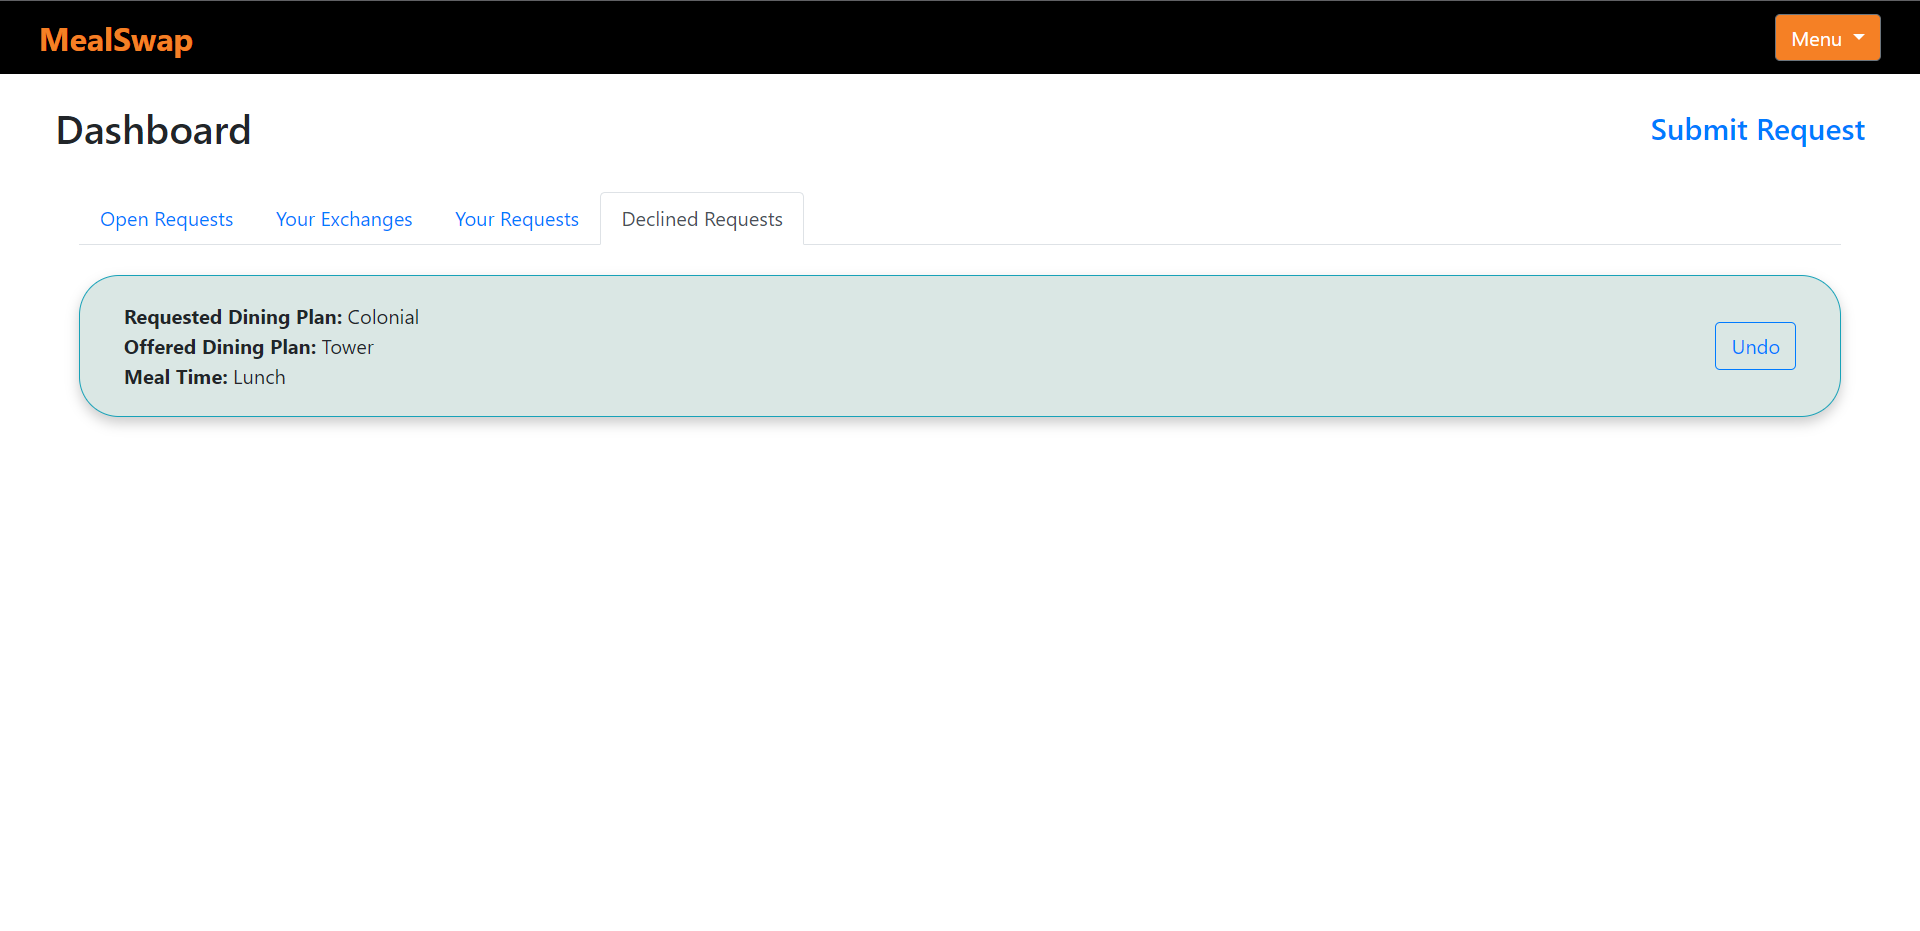 MealSwap
Menu
Dashboard
Submit Request
Open Requests
Your Exchanges
Your Requests
Declined Requests
Requested Dining Plan: Colonial
Offered Dining Plan: Tower
Meal Time: Lunch
Undo